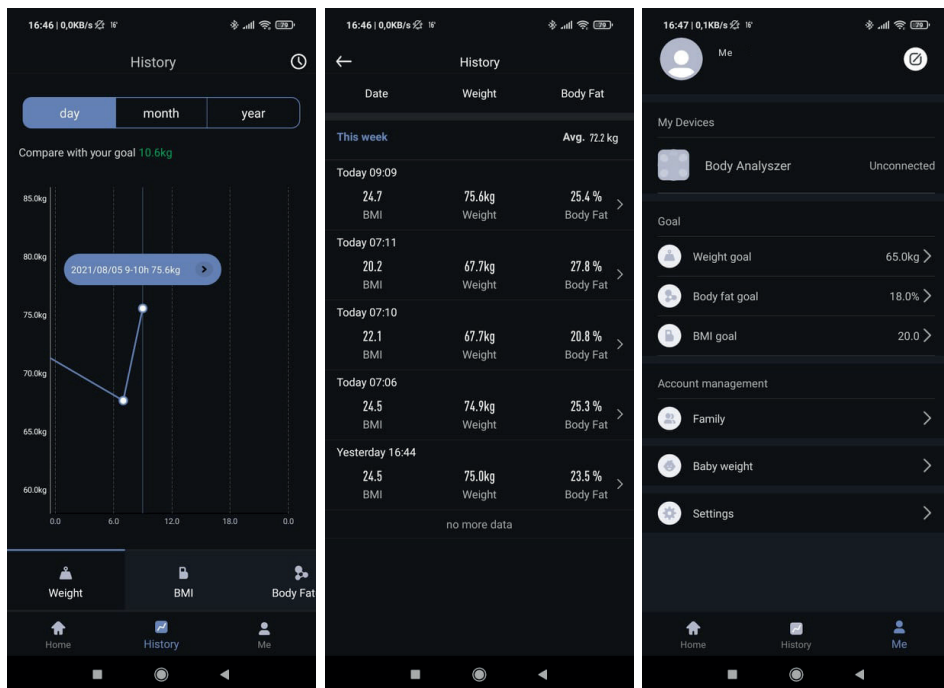 16:46 | 0,0KB/s
79
History
day month year
Compare with your goal 10.6kg
85.0kg
80.0kg
2021/08/05 9-10h 75.6kg
75.0kg
70.0kg
65.0kg
60.0kg
0.0 6.0 12.0 18.0 0.0
Weight BMI Body Fat
Home History Me
16:46 | 0,0KB/s
79
History
Date Weight Body Fat
This week Avg. 72.2 kg
Today 09:09
24.7 75.6kg 25.4 %
BMI Weight Body Fat
Today 07:11
20.2 67.7kg 27.8 %
BMI Weight Body Fat
Today 07:10
22.1 67.7kg 20.8 %
BMI Weight Body Fat
Today 07:06
24.5 74.9kg 25.3 %
BMI Weight Body Fat
Yesterday 16:44
24.5 75.0kg 23.5 %
BMI Weight Body Fat
no more data
16:47 | 0,1KB/s
79
Me
My Devices
Body Analyszer Unconnected
Goal
Weight goal 65.0kg
Body fat goal 18.0%
BMI goal 20.0
Account management
Family
Baby weight
Settings
Home History Me